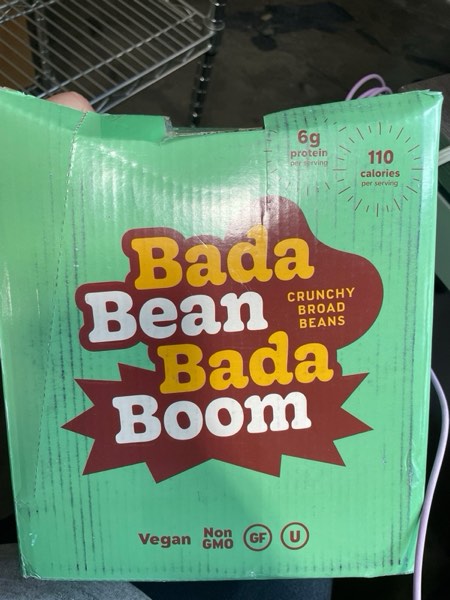 6g
protein
per serving
110
calories
per serving
Bada
Bean
Bada
Boom
CRUNCHY
BROAD
BEANS
Vegan
Non
GMO
GF
U